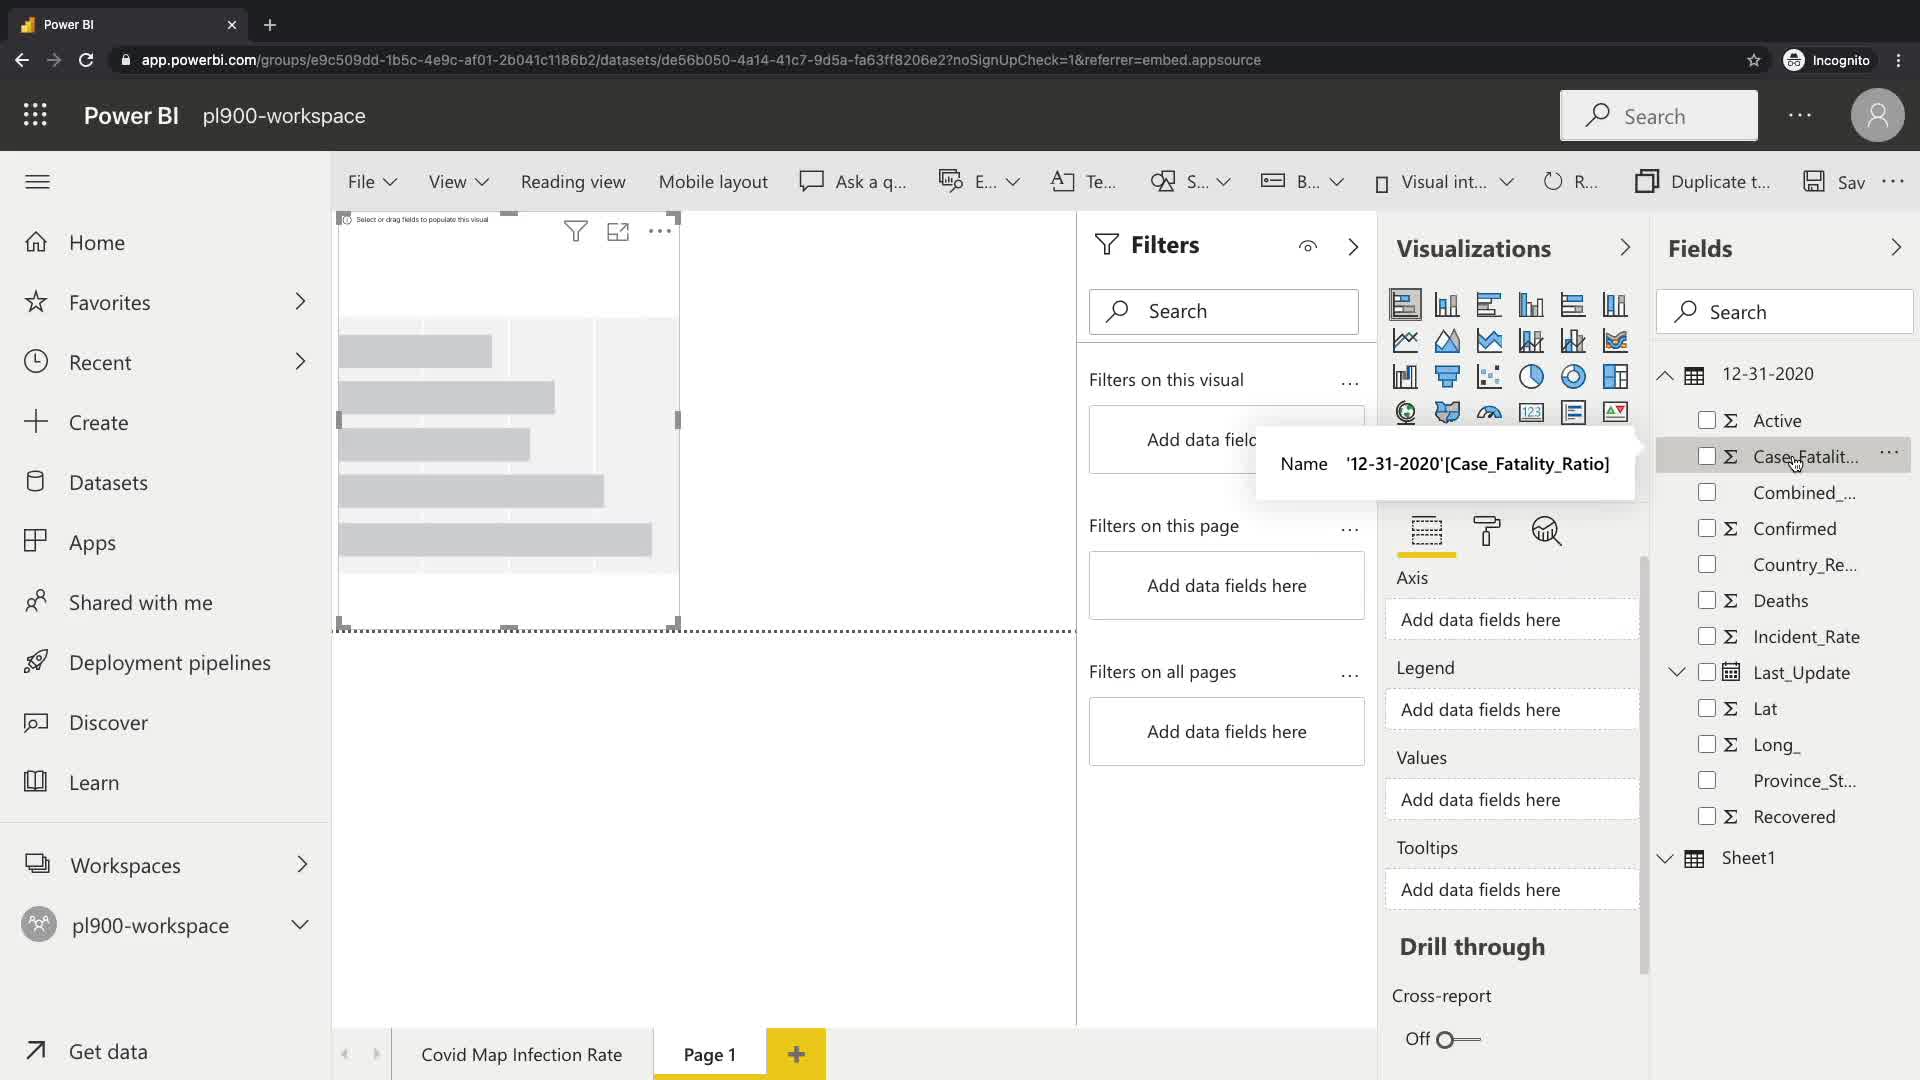 Power BI
app.powerbi.com/groups/e9c509dd-1b5c-4e9c-af01-2b041c1186b2/datasets/de56b050-4a14-41c7-9d5a-fa63ff8206e2?noSignUpCheck=1&referrer=embed.appsource
Incognito
Power BI pl900-workspace
Search
File View Reading view Mobile layout Ask a q... E... Te... S... B... Visual int... R... Duplicate t... Sav
Home
Favorites
Recent
Create
Datasets
Apps
Shared with me
Deployment pipelines
Discover
Learn
Workspaces
pl900-workspace
Get data
Select or drag fields to populate this visual
Filters
Search
Filters on this visual
Add data fiel
Filters on this page
Add data fields here
Filters on all pages
Add data fields here
Name '12-31-2020'[Case_Fatality_Ratio]
Visualizations
123
Axis
Add data fields here
Legend
Add data fields here
Values
Add data fields here
Tooltips
Add data fields here
Drill through
Cross-report
Off
Fields
Search
12-31-2020
Σ Active
Σ Case_Fatalit...
Combined_...
Σ Confirmed
Country_Re...
Σ Deaths
Σ Incident_Rate
Last_Update
Σ Lat
Σ Long_
Province_St...
Σ Recovered
Sheet1
Covid Map Infection Rate
Page 1